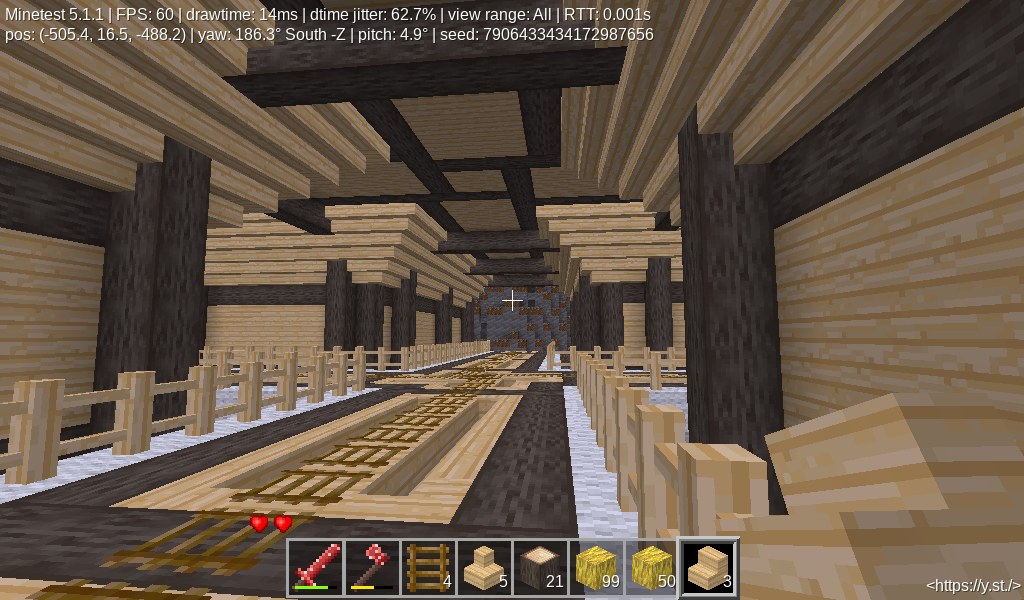 Minetest 5.1.1 | FPS: 60 | drawtime: 14ms | dtime jitter: 62.7% | view range: All | RTT: 0.001s
pos: (-505.4, 16.5, -488.2) | yaw: 186.3° South -Z | pitch: 4.9° | seed: 7906433434172987656
4 5 21 99 50 3
<https://y.st./>